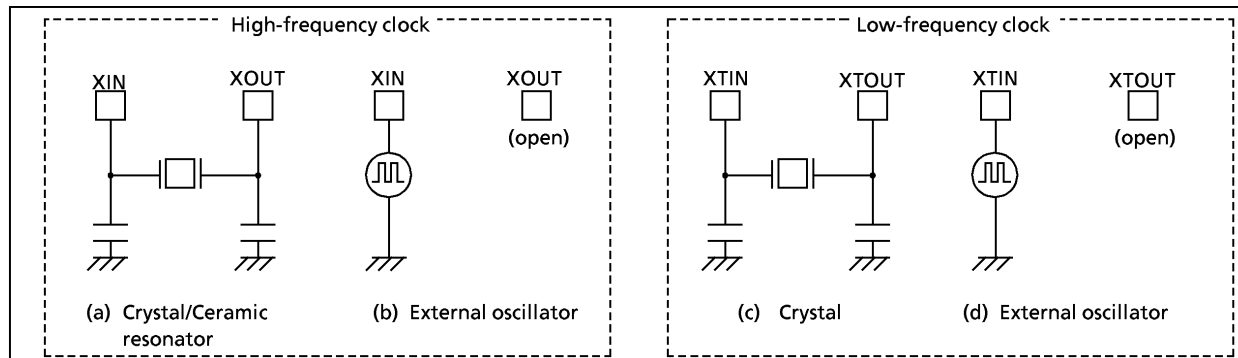 High-frequency clock
XIN
XOUT
XIN
XOUT
(open)
(a) Crystal/Ceramic
resonator
(b) External oscillator
Low-frequency clock
XTIN
XTOUT
XTIN
XTOUT
(open)
(c) Crystal
(d) External oscillator